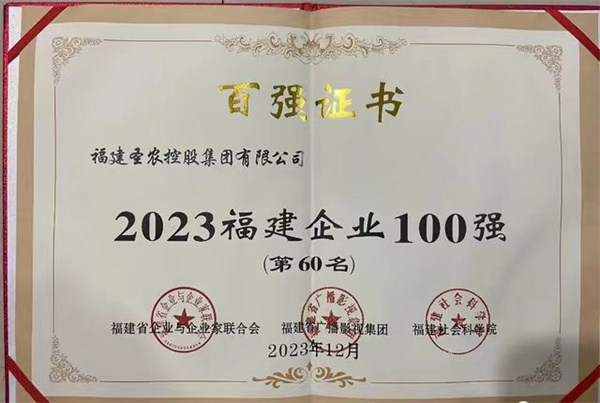 百强证书
福建圣农控股集团有限公司
2023福建企业100强
(第60名)
福建省企业与企业家联合会 福建省广播影视集团 福建社会科学院
2023年12月